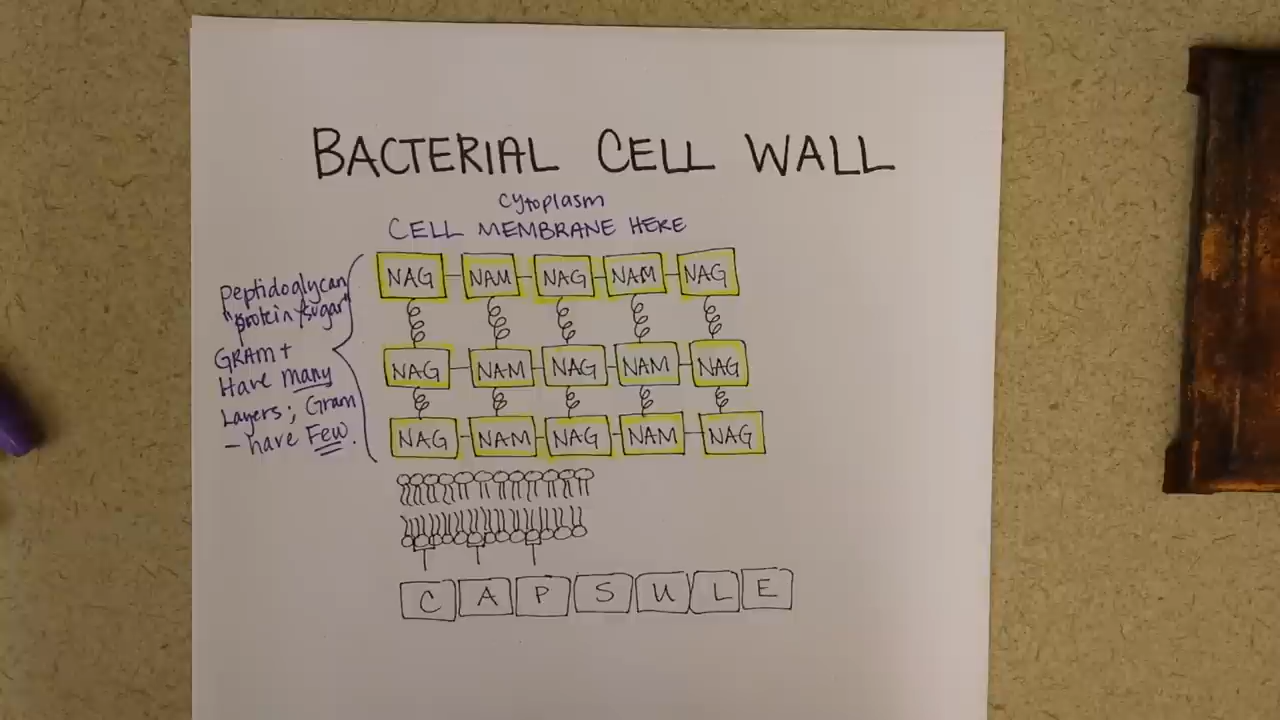 BACTERIAL CELL WALL
Cytoplasm
CELL MEMBRANE HERE
NAG NAM NAG NAM NAG
Peptidoglycan
"protein/sugar"
GRAM+
Have many
Layers; Gram
- have Few.
NAG NAM NAG NAM NAG
NAG NAM NAG NAM NAG
CAPSULE